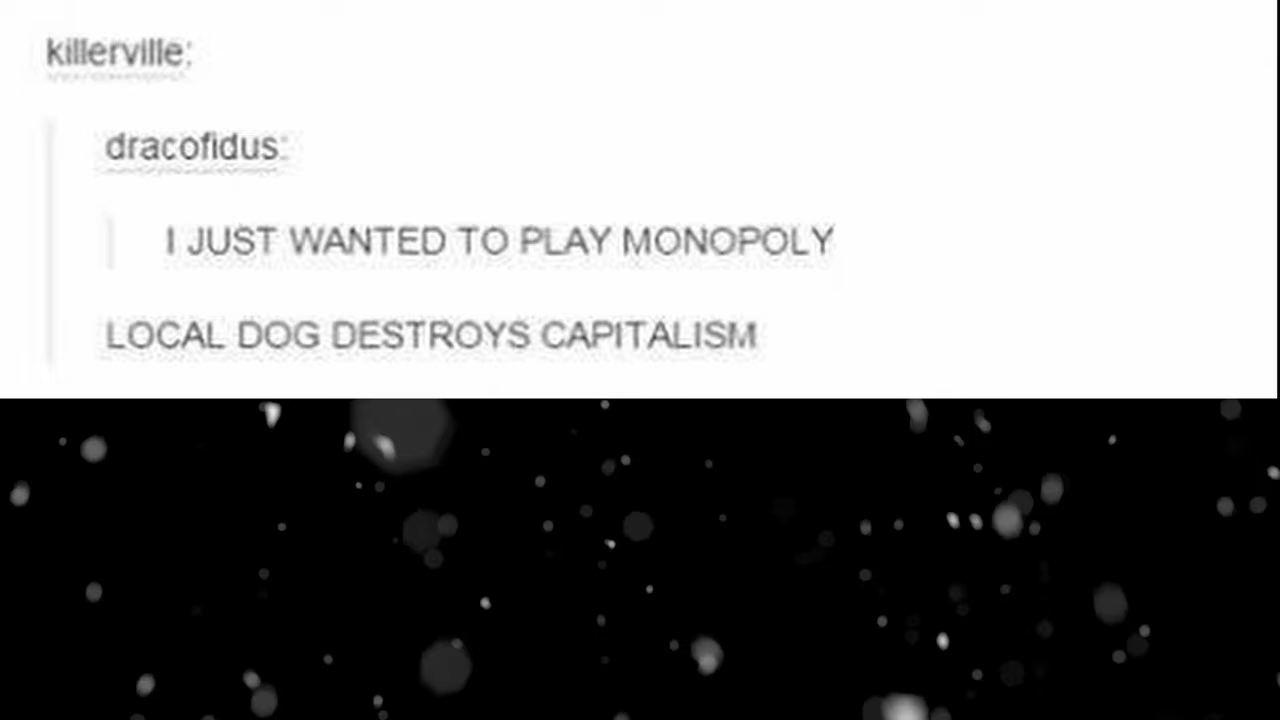 killerville:
dracofidus:
I JUST WANTED TO PLAY MONOPOLY
LOCAL DOG DESTROYS CAPITALISM